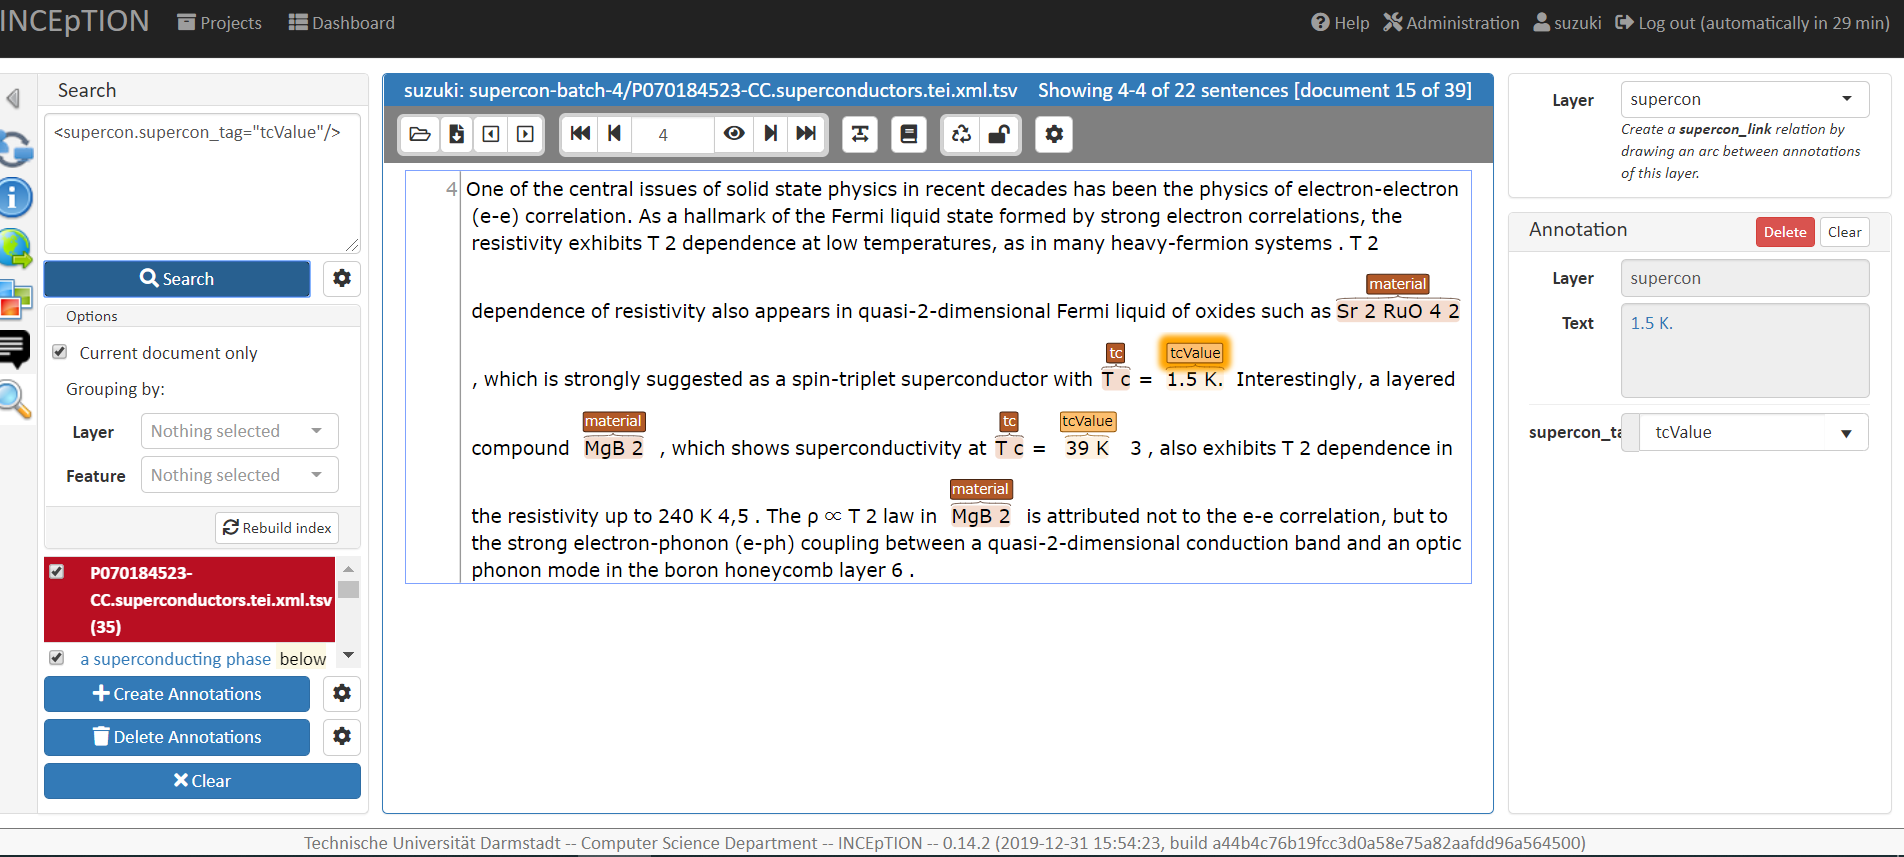 INCEpTION Projects Dashboard Help Administration suzuki Log out (automatically in 29 min)
Search
<supercon.supercon_tag="tcValue"/>
Search
Options
Current document only
Grouping by:
Layer Nothing selected
Feature Nothing selected
Rebuild index
P070184523-
CC.superconductors.tei.xml.tsv
(35)
a superconducting phase below
Create Annotations
Delete Annotations
Clear
suzuki: supercon-batch-4/P070184523-CC.superconductors.tei.xml.tsv Showing 4-4 of 22 sentences [document 15 of 39]
4
4 One of the central issues of solid state physics in recent decades has been the physics of electron-electron
(e-e) correlation. As a hallmark of the Fermi liquid state formed by strong electron correlations, the
resistivity exhibits T 2 dependence at low temperatures, as in many heavy-fermion systems . T 2
material
dependence of resistivity also appears in quasi-2-dimensional Fermi liquid of oxides such as Sr 2 RuO 4 2
tc tcValue
, which is strongly suggested as a spin-triplet superconductor with T c = 1.5 K. Interestingly, a layered
material tc tcValue
compound MgB 2 , which shows superconductivity at T c = 39 K 3 , also exhibits T 2 dependence in
material
the resistivity up to 240 K 4,5 . The ρ ∝ T 2 law in MgB 2 is attributed not to the e-e correlation, but to
the strong electron-phonon (e-ph) coupling between a quasi-2-dimensional conduction band and an optic
phonon mode in the boron honeycomb layer 6 .
Layer supercon
Create a supercon_link relation by
drawing an arc between annotations
of this layer.
Annotation Delete Clear
Layer supercon
Text 1.5 K.
supercon_ta tcValue
Technische Universität Darmstadt -- Computer Science Department -- INCEpTION -- 0.14.2 (2019-12-31 15:54:23, build a44b4c76b19fcc3d0a58e75a82aafdd96a564500)